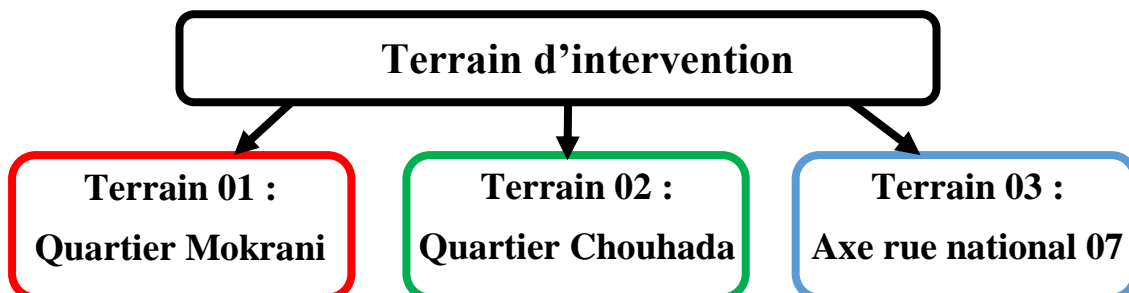 Terrain d’intervention
Terrain 01 :
Quartier Mokrani
Terrain 02 :
Quartier Chouhada
Terrain 03 :
Axe rue national 07